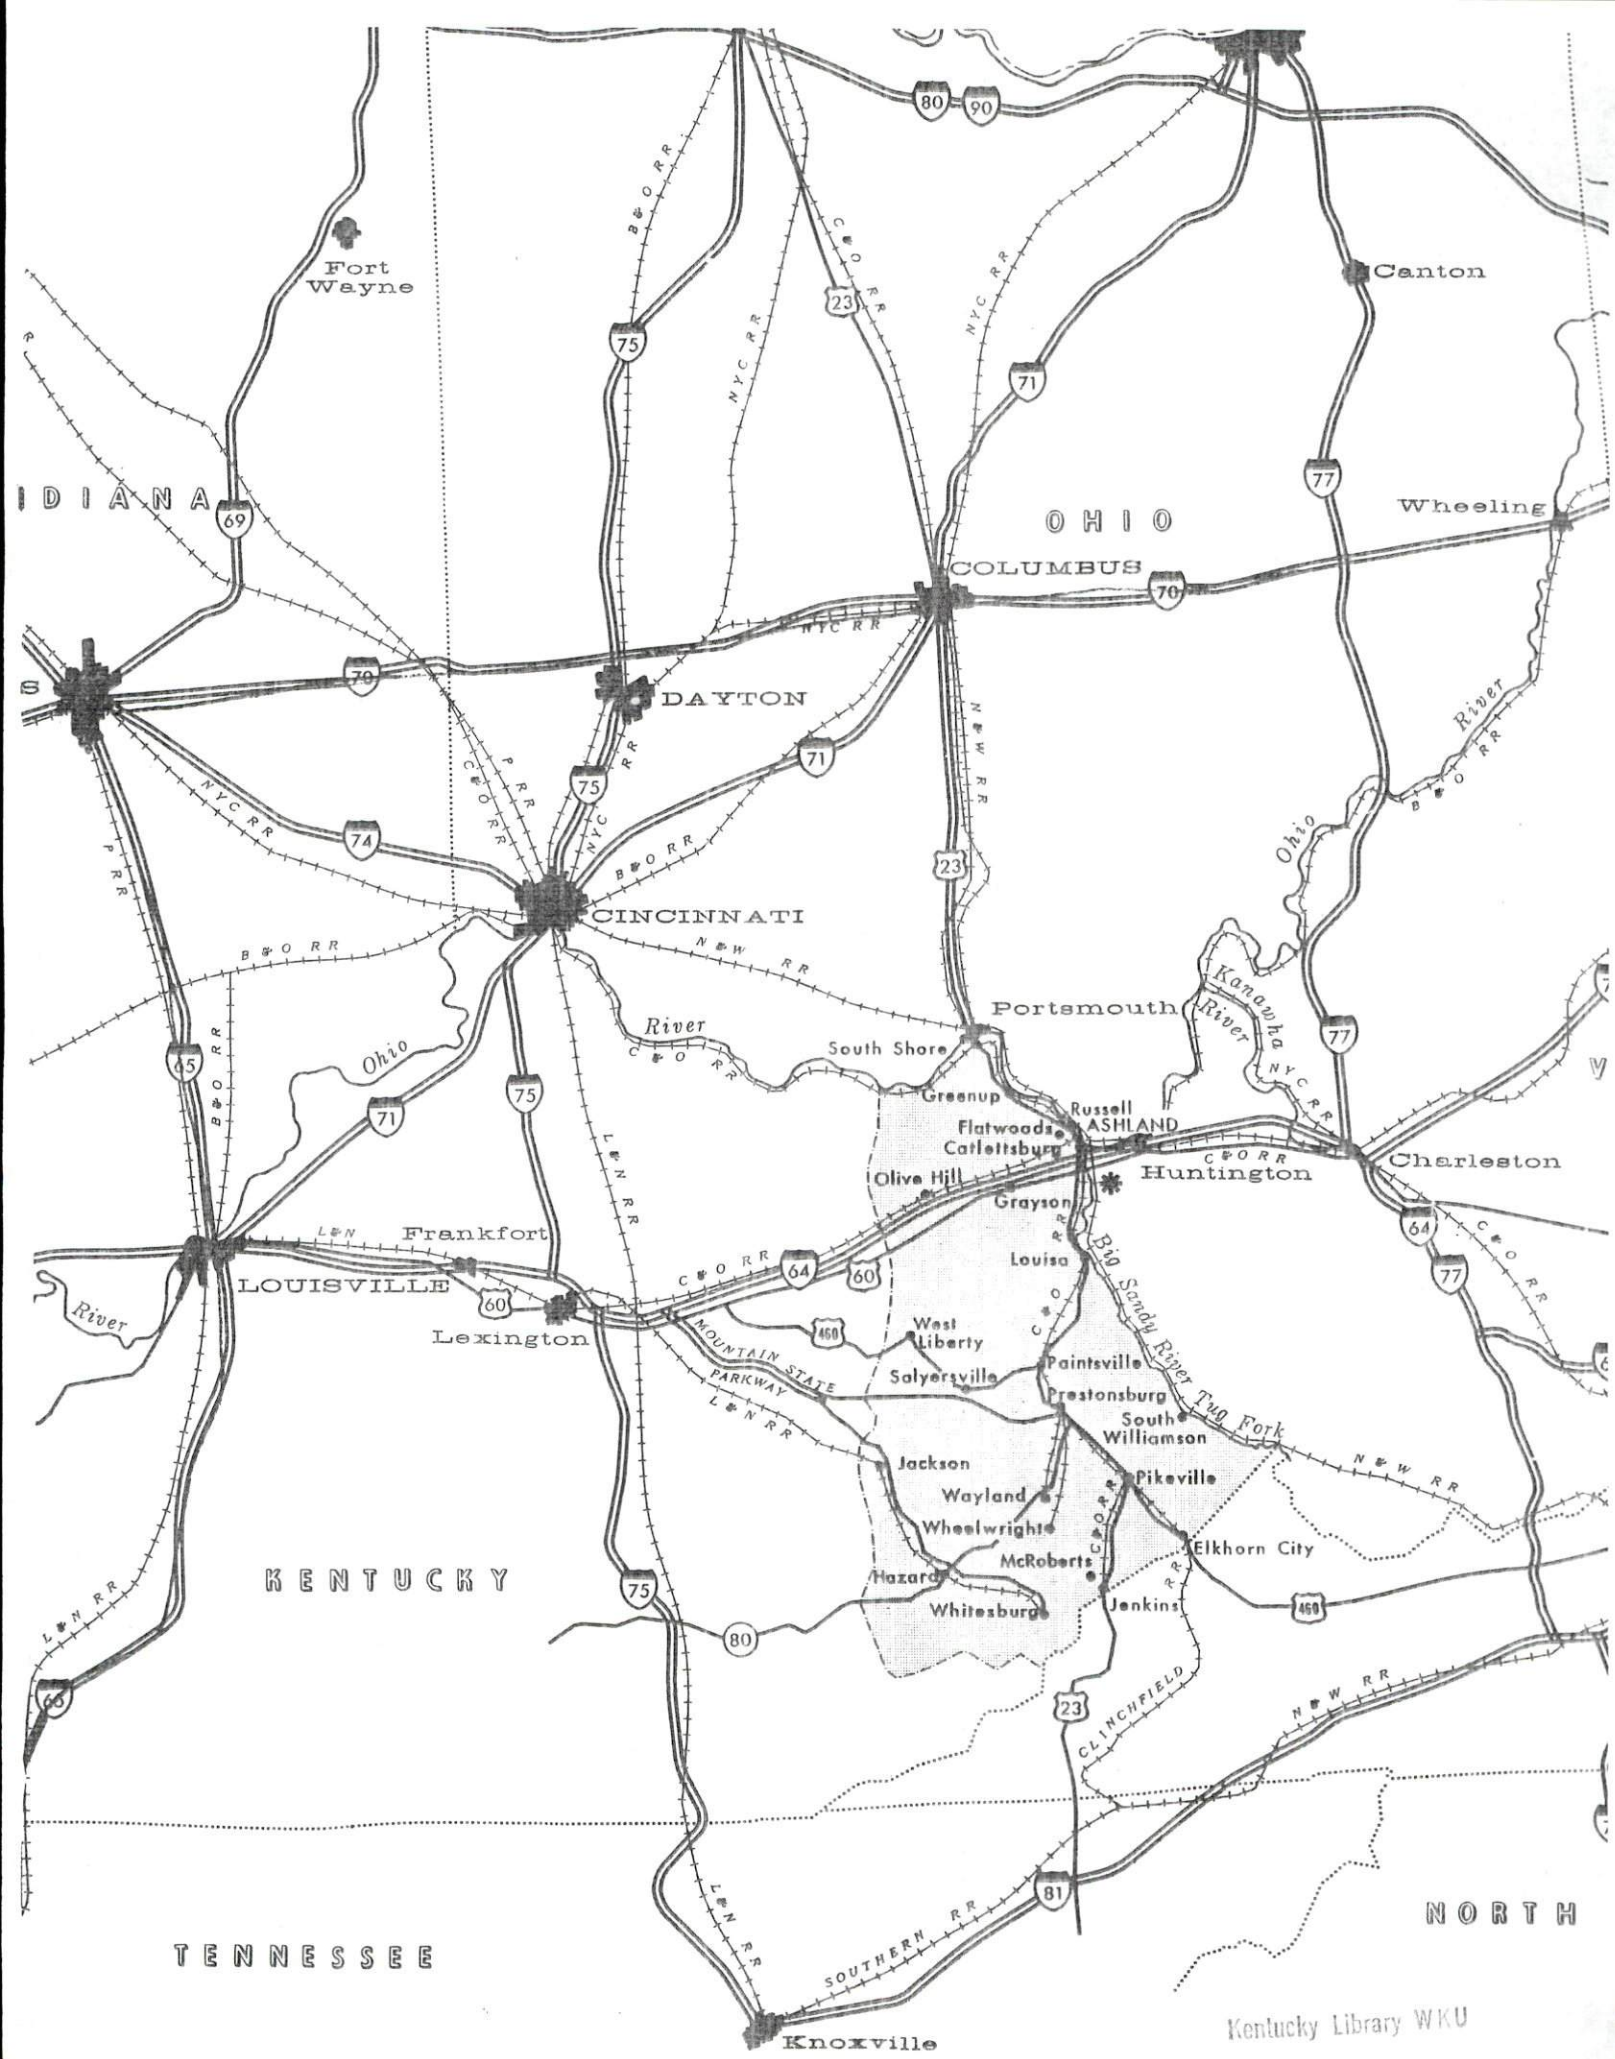 80
90
B&O RR
C&O RR
23
NYC RR
Fort
Wayne
Canton
75
NYC RR
71
77
IDIANA
69
Wheeling
OHIO
COLUMBUS
70
NYC RR
S
70
DAYTON
River
B&O RR
N&W RR
71
P RR
C&O RR
75
NYC
RR
NYC RR
74
Ohio
P RR
B&O RR
23
CINCINNATI
B&O RR
N&W RR
Kanawha
River
Portsmouth
River
C&O RR
South Shore
77
Ohio
65
B&O RR
NYC RR
V
75
71
Greenup
Russell
ASHLAND
Flatwoods
Catlettsburg
L&N RR
C&O RR
Huntington
Charleston
Olive Hill
Grayson
64
L&N
Frankfort
RR
C&O RR
C&O RR
64
60
Louisa
Big Sandy River
77
LOUISVILLE
60
Lexington
River
460
West
Liberty
C&O
MOUNTAIN STATE
PARKWAY
Salyersville
Paintsville
Prestonsburg
L&N RR
South
Williamson
Tug Fork
N&W RR
Jackson
Pikeville
Wayland
C&O RR
Wheelwright
Elkhorn City
McRoberts
KENTUCKY
Hazard
75
RR
Jenkins
Whitesburg
460
L&N RR
80
65
23
CLINCHFIELD
N&W RR
81
L&N RR
NORTH
SOUTHERN RR
TENNESSEE
Knoxville
Kentucky Library WKU